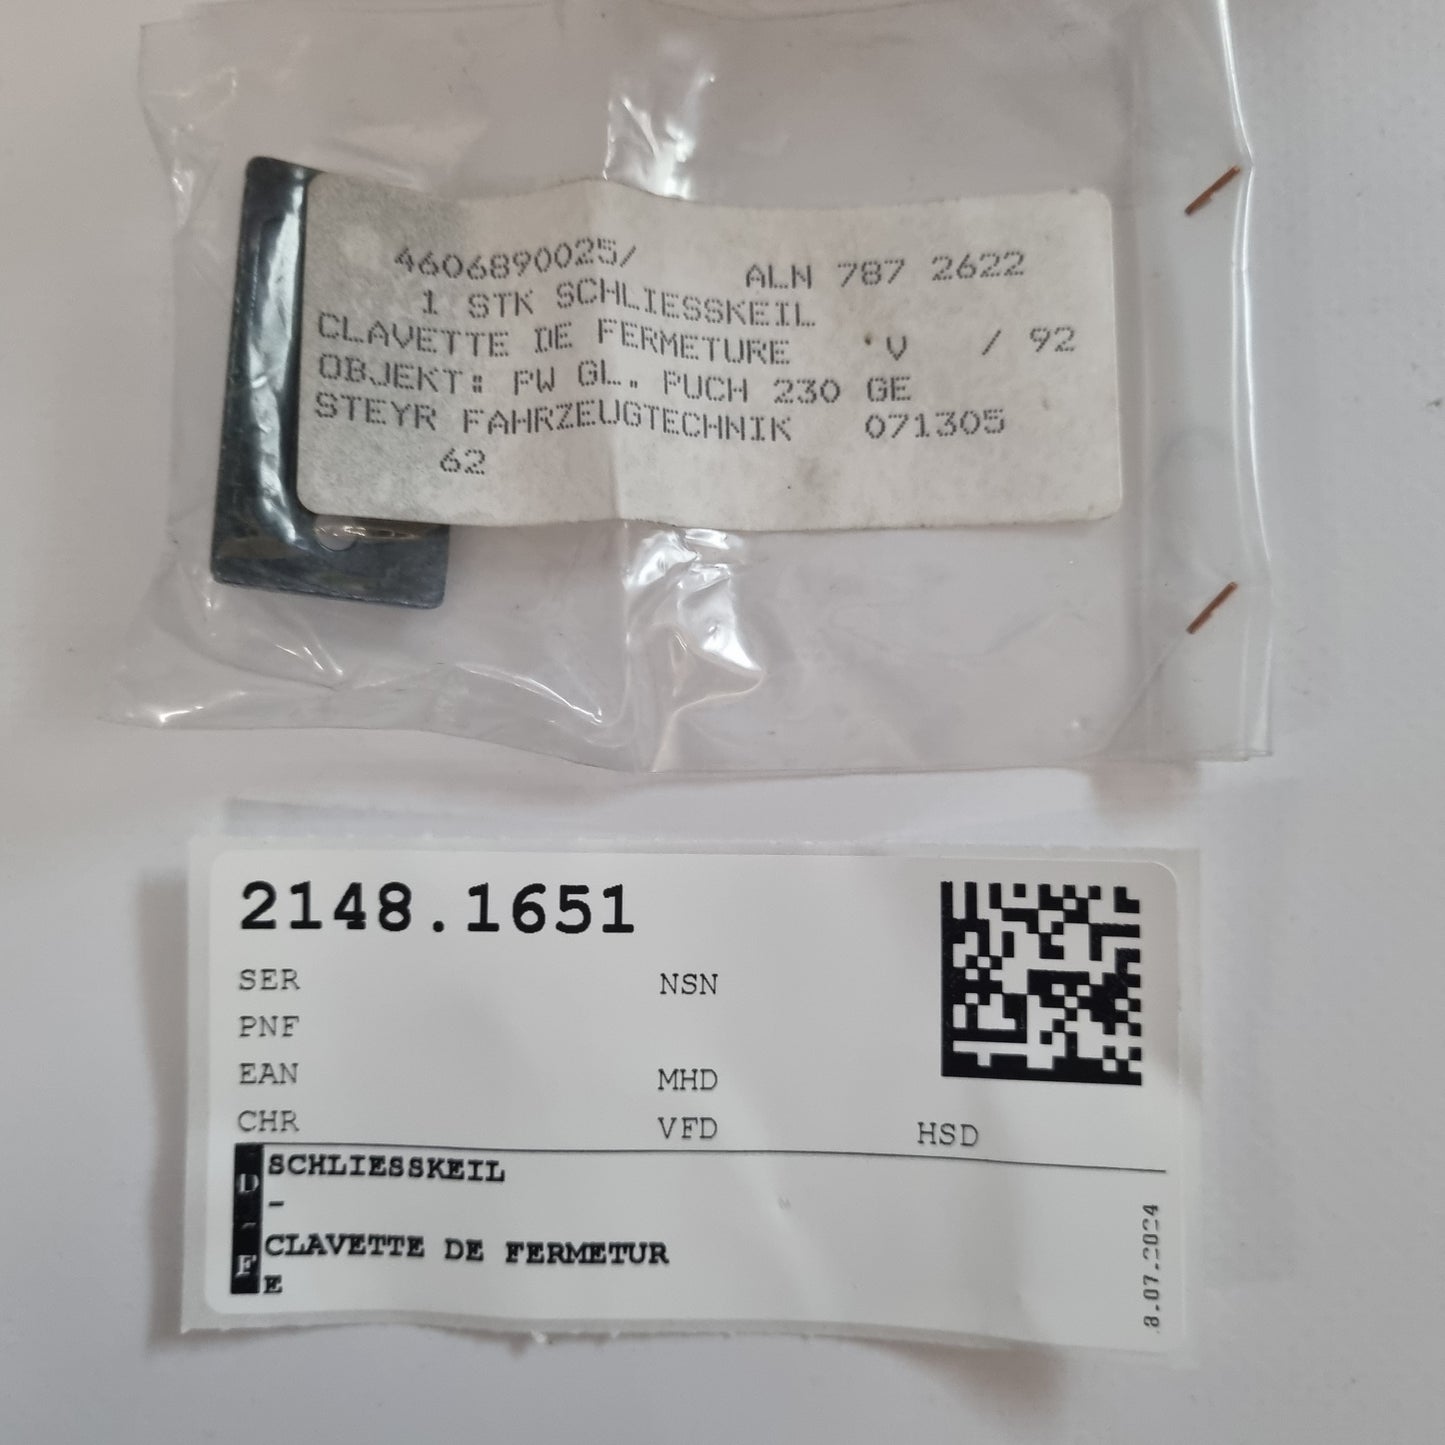 4606890025/ ALN 787 2622
1 STK SCHLIESSKEIL
CLAVETTE DE FERMETURE V / 92
OBJEKT: PW GL. PUCH 230 GE
STEYR FAHRZEUGTECHNIK 071305
62
2148.1651
SER NSN
PNF
EAN MHD
CHR VFD HSD
D SCHLIESSKEIL
- -
F CLAVETTE DE FERMETUR
E
8.07.2024